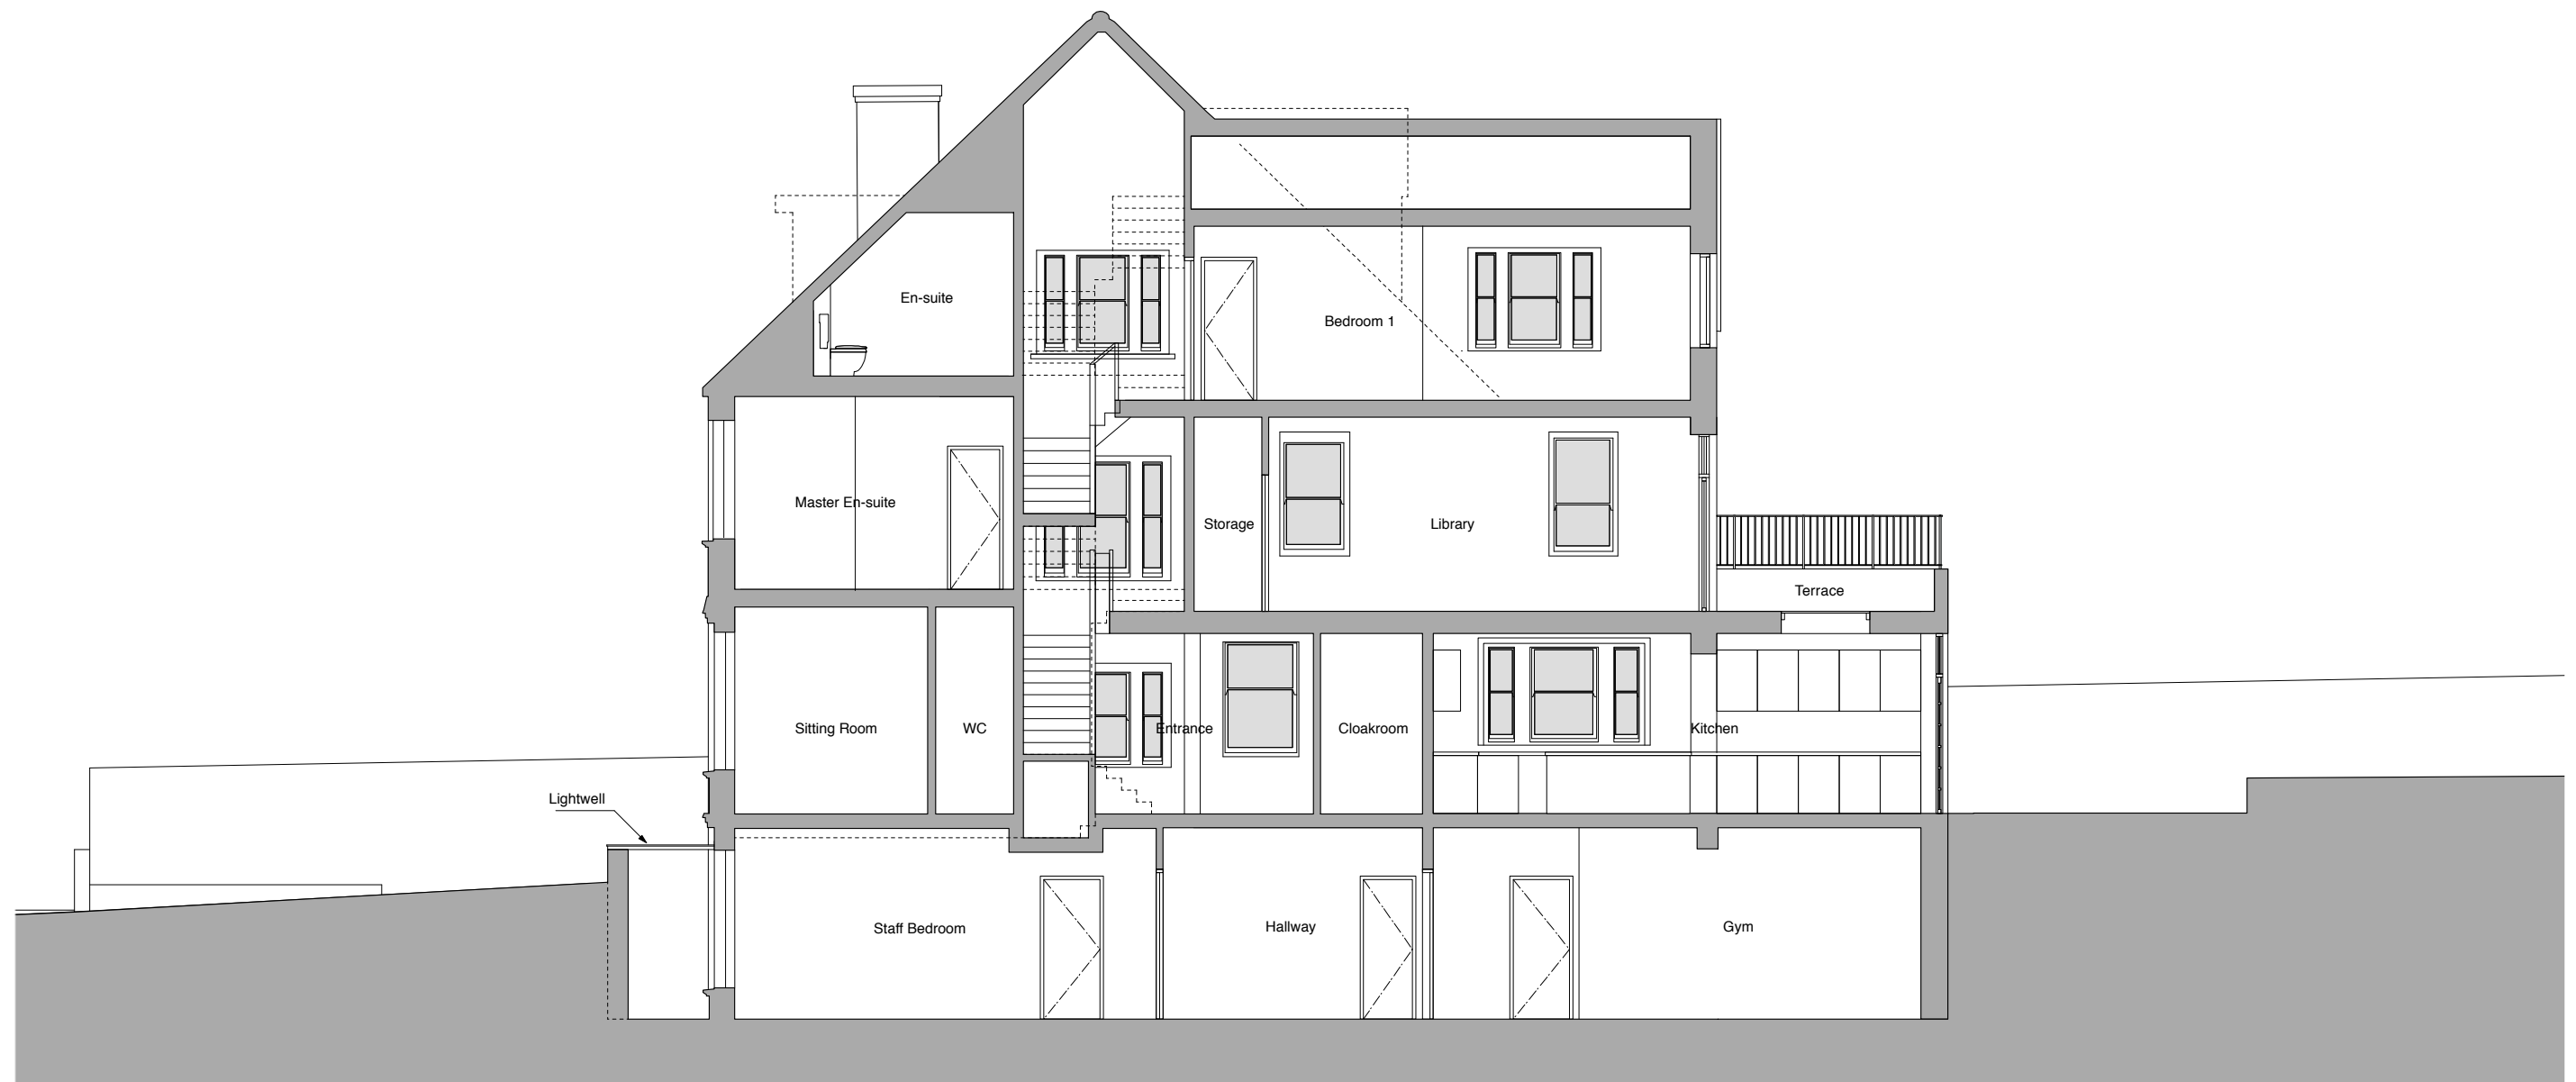 En-suite
Bedroom 1
Master En-suite
Storage
Library
Terrace
Sitting Room
WC
Entrance
Cloakroom
Kitchen
Lightwell
Staff Bedroom
Hallway
Gym